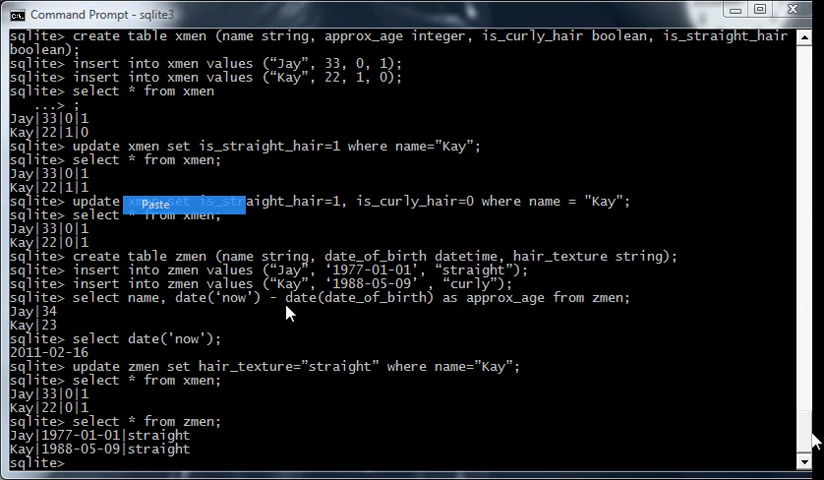 Command Prompt - sqlite3
sqlite> create table xmen (name string, approx_age integer, is_curly_hair boolean, is_straight_hair
boolean);
sqlite> insert into xmen values (“Jay”, 33, 0, 1);
sqlite> insert into xmen values (“Kay”, 22, 1, 0);
sqlite> select * from xmen
...> ;
Jay|33|0|1
Kay|22|1|0
sqlite> update xmen set is_straight_hair=1 where name=”Kay”;
sqlite> select * from xmen;
Jay|33|0|1
Kay|22|1|1
sqlite> update xmen set is_straight_hair=1, is_curly_hair=0 where name = "Kay";
Paste
sqlite> select * from xmen;
Jay|33|0|1
Kay|22|0|1
sqlite> create table zmen (name string, date_of_birth datetime, hair_texture string);
sqlite> insert into zmen values (“Jay”, ‘1977-01-01’, “straight”);
sqlite> insert into zmen values (“Kay”, ‘1988-05-09’ , “curly”);
sqlite> select name, date(‘now’) - date(date_of_birth) as approx_age from zmen;
Jay|34
Kay|23
sqlite> select date('now');
2011-02-16
sqlite> update zmen set hair_texture=”straight” where name=”Kay”;
sqlite> select * from xmen;
Jay|33|0|1
Kay|22|0|1
sqlite> select * from zmen;
Jay|1977-01-01|straight
Kay|1988-05-09|straight
sqlite>